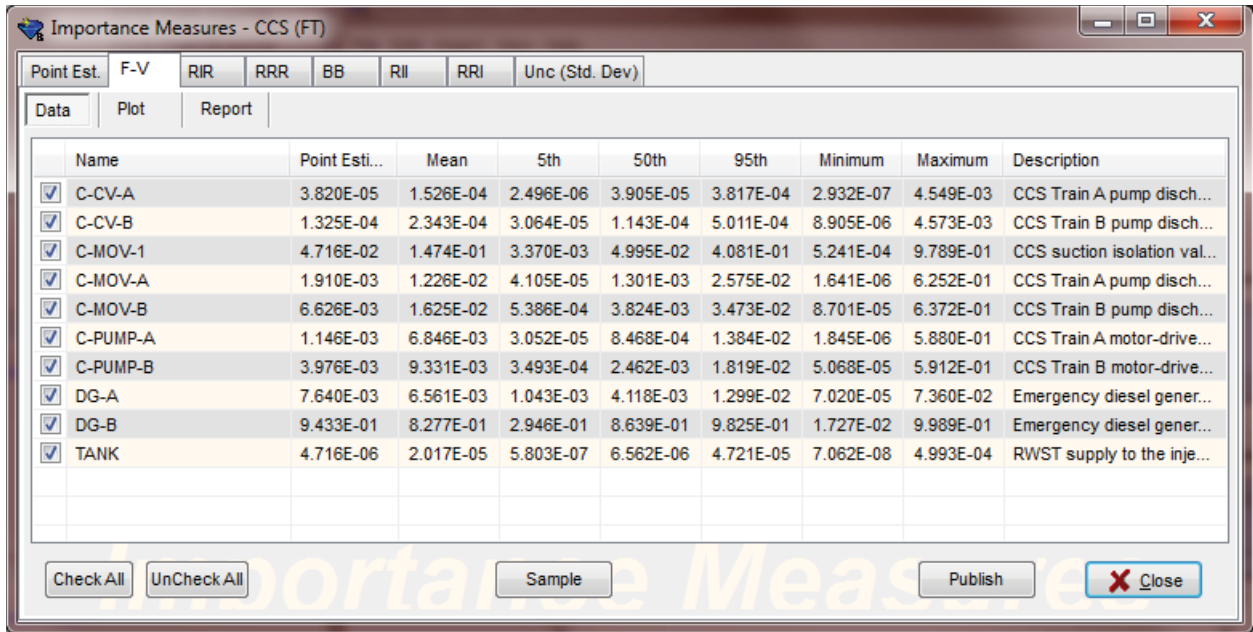 Importance Measures - CCS (FT)
Point Est. F-V RIR RRR BB RII RRI Unc (Std. Dev)
Data Plot Report
Name Point Esti... Mean 5th 50th 95th Minimum Maximum Description
C-CV-A 3.820E-05 1.526E-04 2.496E-06 3.905E-05 3.817E-04 2.932E-07 4.549E-03 CCS Train A pump disch...
C-CV-B 1.325E-04 2.343E-04 3.064E-05 1.143E-04 5.011E-04 8.905E-06 4.573E-03 CCS Train B pump disch...
C-MOV-1 4.716E-02 1.474E-01 3.370E-03 4.995E-02 4.081E-01 5.241E-04 9.789E-01 CCS suction isolation val...
C-MOV-A 1.910E-03 1.226E-02 4.105E-05 1.301E-03 2.575E-02 1.641E-06 6.252E-01 CCS Train A pump disch...
C-MOV-B 6.626E-03 1.625E-02 5.386E-04 3.824E-03 3.473E-02 8.701E-05 6.372E-01 CCS Train B pump disch...
C-PUMP-A 1.146E-03 6.846E-03 3.052E-05 8.468E-04 1.384E-02 1.845E-06 5.880E-01 CCS Train A motor-drive...
C-PUMP-B 3.976E-03 9.331E-03 3.493E-04 2.462E-03 1.819E-02 5.068E-05 5.912E-01 CCS Train B motor-drive...
DG-A 7.640E-03 6.561E-03 1.043E-03 4.118E-03 1.299E-02 7.020E-05 7.360E-02 Emergency diesel gener...
DG-B 9.433E-01 8.277E-01 2.946E-01 8.639E-01 9.825E-01 1.727E-02 9.989E-01 Emergency diesel gener...
TANK 4.716E-06 2.017E-05 5.803E-07 6.562E-06 4.721E-05 7.062E-08 4.993E-04 RWST supply to the inje...
Importance Measures
Check All UnCheck All Sample Publish Close